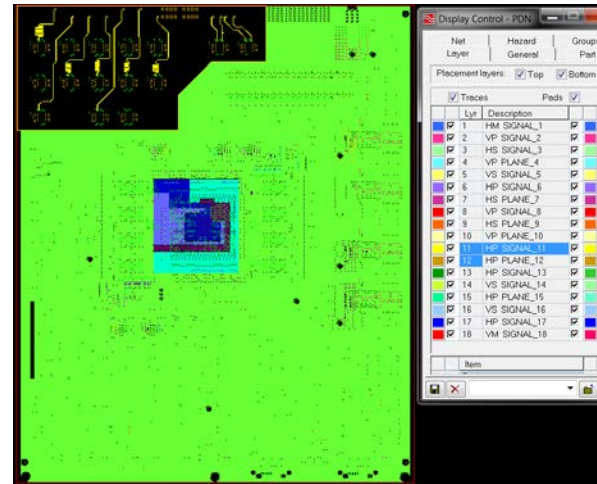 Display Control - PDN
Net Hazard Groups
Layer General Part
Placement layers: Top Bottom
Traces Pads
Lyr Description
1 HM SIGNAL_1
2 VP SIGNAL_2
3 HS SIGNAL_3
4 VP PLANE_4
5 VS SIGNAL_5
6 HP SIGNAL_6
7 HS PLANE_7
8 VP SIGNAL_8
9 HS PLANE_9
10 VP PLANE_10
11 HP SIGNAL_11
12 HP PLANE_12
13 HP SIGNAL_13
14 VS SIGNAL_14
15 HP PLANE_15
16 VS SIGNAL_16
17 HP SIGNAL_17
18 VM SIGNAL_18
Item